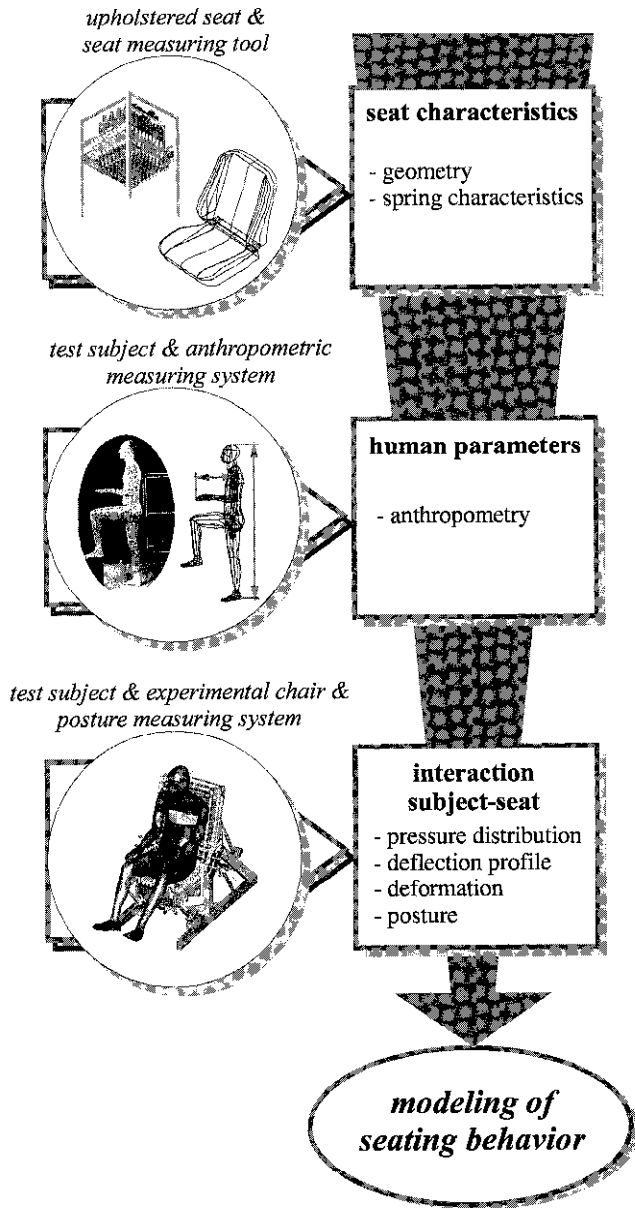 upholstered seat &
seat measuring tool
seat characteristics
- geometry
- spring characteristics
test subject & anthropometric
measuring system
human parameters
- anthropometry
test subject & experimental chair &
posture measuring system
interaction
subject-seat
- pressure distribution
- deflection profile
- deformation
- posture
modeling of
seating behavior